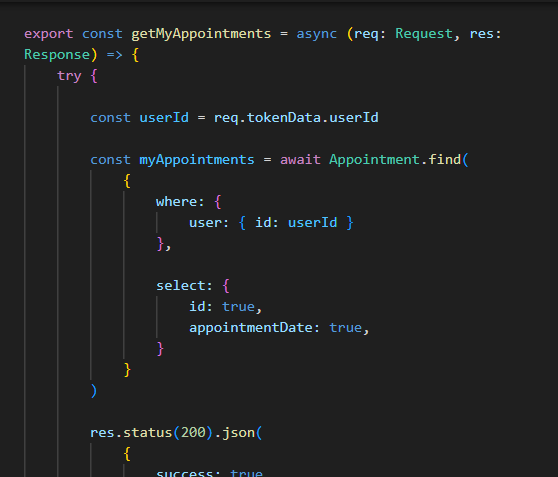 export const getMyAppointments = async (req: Request, res:
Response) => {
try {
const userId = req.tokenData.userId
const myAppointments = await Appointment.find(
{
where: {
user: { id: userId }
},
select: {
id: true,
appointmentDate: true,
}
}
)
res.status(200).json(
{
success: true